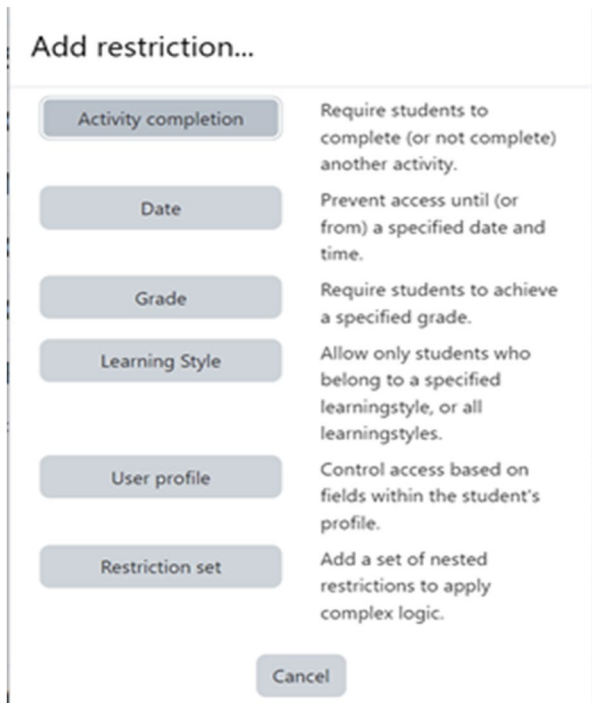 Add restriction...
Activity completion
Require students to
complete (or not complete)
another activity.
Date
Prevent access until (or
from) a specified date and
time.
Grade
Require students to achieve
a specified grade.
Learning Style
Allow only students who
belong to a specified
learningstyle, or all
learningstyles.
User profile
Control access based on
fields within the student's
profile.
Restriction set
Add a set of nested
restrictions to apply
complex logic.
Cancel